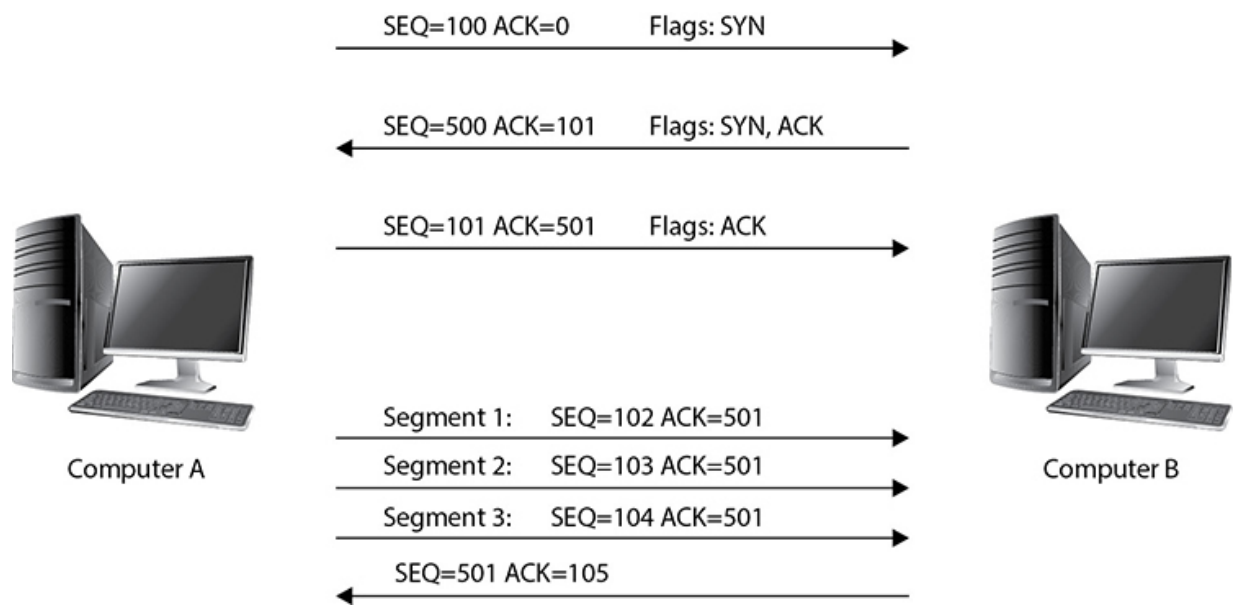 SEQ=100 ACK=0 Flags: SYN
SEQ=500 ACK=101 Flags: SYN, ACK
SEQ=101 ACK=501 Flags: ACK
Segment 1: SEQ=102 ACK=501
Segment 2: SEQ=103 ACK=501
Segment 3: SEQ=104 ACK=501
SEQ=501 ACK=105
Computer A
Computer B